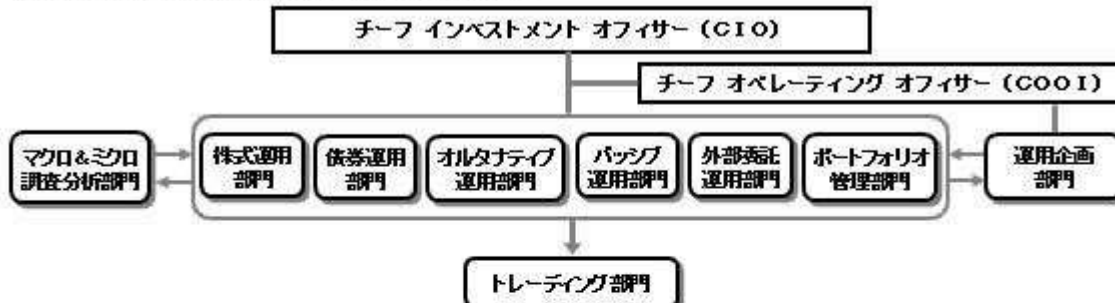 チーフ インベストメント オフィサー (CIO)
チーフ オペレーティング オフィサー (COOI)
マクロ&ミクロ
調査分析部門
株式運用
部門
債券運用
部門
オルタナティブ
運用部門
パッシブ
運用部門
外部委託
運用部門
ポートフォリオ
管理部門
運用企画
部門
トレーディング部門